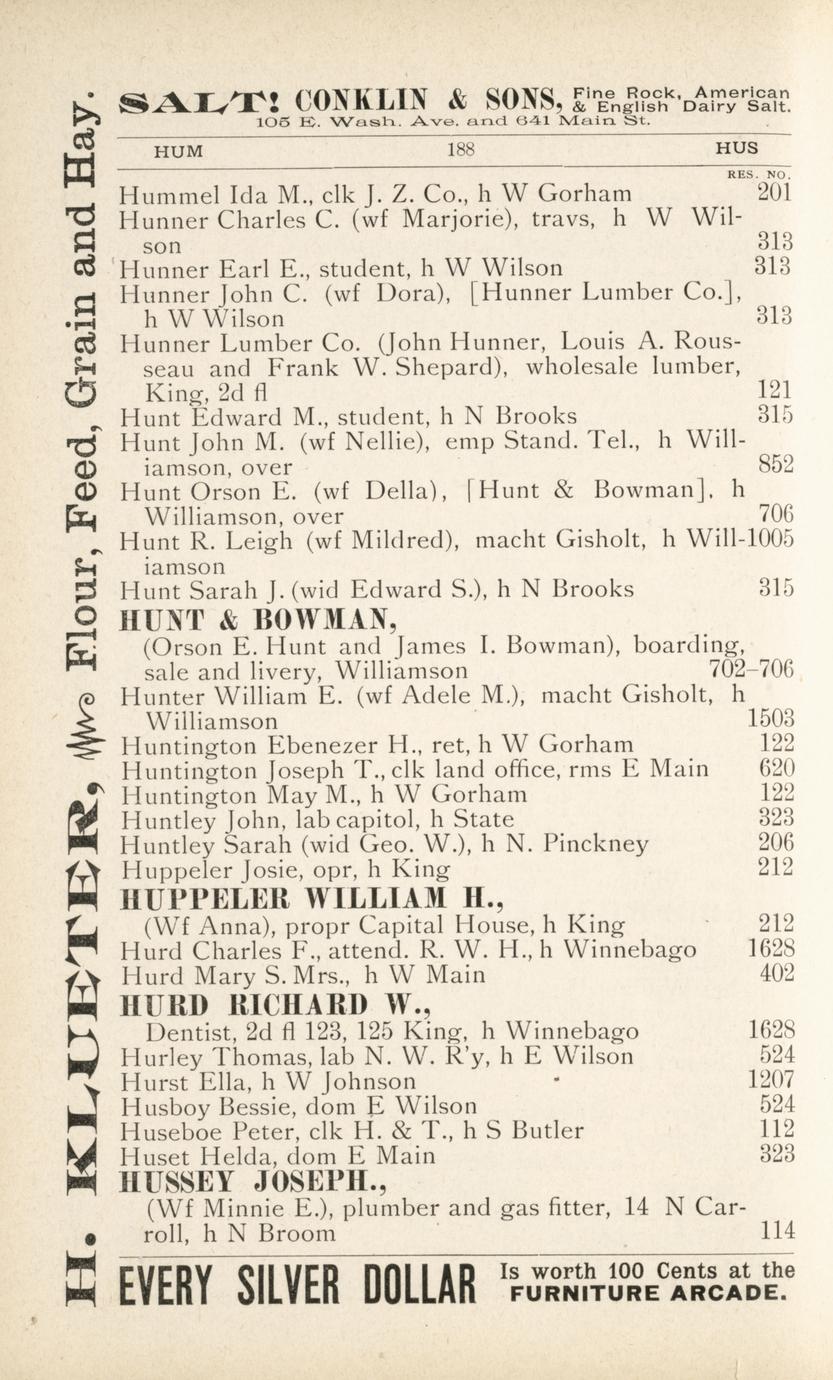 SALT! CONKLIN & SONS, Fine Rock, American
& English Dairy Salt.
105 E. Wash. Ave. and 641 Main St.
HUM 188 HUS
RES. NO.
Hummel Ida M., clk J. Z. Co., h W Gorham 201
Hunner Charles C. (wf Marjorie), travs, h W Wil-
son 313
Hunner Earl E., student, h W Wilson 313
Hunner John C. (wf Dora), [Hunner Lumber Co.],
h W Wilson 313
Hunner Lumber Co. (John Hunner, Louis A. Rous-
seau and Frank W. Shepard), wholesale lumber,
King, 2d fl 121
Hunt Edward M., student, h N Brooks 315
Hunt John M. (wf Nellie), emp Stand. Tel., h Will-
iamson, over 852
Hunt Orson E. (wf Della), [Hunt & Bowman], h
Williamson, over 706
Hunt R. Leigh (wf Mildred), macht Gisholt, h Will-1005
iamson
Hunt Sarah J. (wid Edward S.), h N Brooks 315
HUNT & BOWMAN,
(Orson E. Hunt and James I. Bowman), boarding,
sale and livery, Williamson 702–706
Hunter William E. (wf Adele M.), macht Gisholt, h
Williamson 1503
Huntington Ebenezer H., ret, h W Gorham 122
Huntington Joseph T., clk land office, rms E Main 620
Huntington May M., h W Gorham 122
Huntley John, lab capitol, h State 323
Huntley Sarah (wid Geo. W.), h N. Pinckney 206
Huppeler Josie, opr, h King 212
HUPPELER WILLIAM H.,
(Wf Anna), propr Capital House, h King 212
Hurd Charles F., attend. R. W. H., h Winnebago 1628
Hurd Mary S. Mrs., h W Main 402
HURD RICHARD W.,
Dentist, 2d fl 123, 125 King, h Winnebago 1628
Hurley Thomas, lab N. W. R'y, h E Wilson 524
Hurst Ella, h W Johnson 1207
Husboy Bessie, dom E Wilson 524
Huseboe Peter, clk H. & T., h S Butler 112
Huset Helda, dom E Main 323
HUSSEY JOSEPH.,
(Wf Minnie E.), plumber and gas fitter, 14 N Car-
roll, h N Broom 114
EVERY SILVER DOLLAR Is worth 100 Cents at the
FURNITURE ARCADE.
H. KLUETER, Flour, Feed, Grain and Hay.